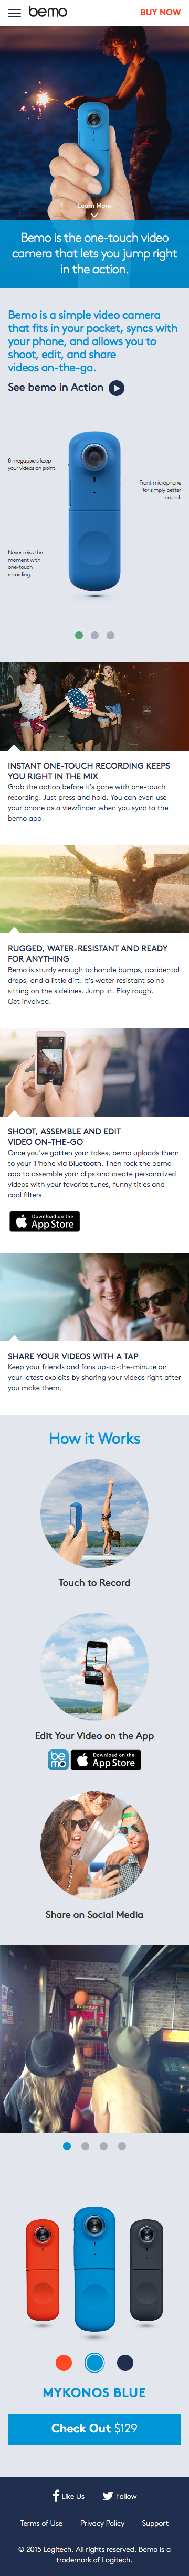 bemo
BUY NOW
Learn More
Bemo is the one-touch video
camera that lets you jump right
in the action.
Bemo is a simple video camera
that fits in your pocket, syncs with
your phone, and allows you to
shoot, edit, and share
videos on-the-go.
See bemo in Action
8 megapixels keep
your videos on point.
Front microphone
for simply better
sound.
Never miss the
moment with
one-touch
recording.
INSTANT ONE-TOUCH RECORDING KEEPS
YOU RIGHT IN THE MIX
Grab the action before it's gone with one-touch
recording. Just press and hold. You can even use
your phone as a viewfinder when you sync to the
bemo app.
RUGGED, WATER-RESISTANT AND READY
FOR ANYTHING
Bemo is sturdy enough to handle bumps, accidental
drops, and a little dirt. It's water resistant so no
sitting on the sidelines. Jump in. Play rough.
Get involved.
SHOOT, ASSEMBLE AND EDIT
VIDEO ON-THE-GO
Once you've gotten your takes, bemo uploads them
to your iPhone via Bluetooth. Then rock the bemo
app to assemble your clips and create personalized
videos with your favorite tunes, funny titles and
cool filters.
Download on the
App Store
SHARE YOUR VIDEOS WITH A TAP
Keep your friends and fans up-to-the-minute on
your latest exploits by sharing your videos right after
you make them.
How it Works
Touch to Record
Edit Your Video on the App
be
mo
Download on the
App Store
Share on Social Media
MYKONOS BLUE
Check Out $129
Like Us
Follow
Terms of Use
Privacy Policy
Support
© 2015 Logitech. All rights reserved. Bemo is a
trademark of Logitech.